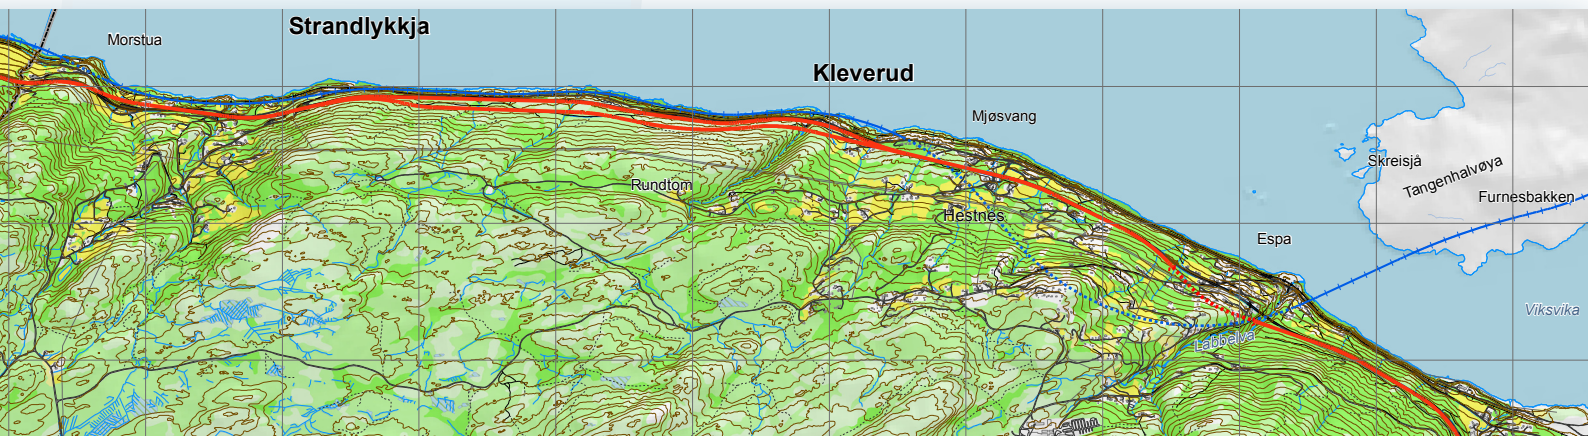 Strandlykkja
Morstua
Kleverud
Mjøsvang
Skreisjå
Tangenhalvøya
Rundtom
Furnesbakken
Hestnes
Espa
Viksvika
Labbelva